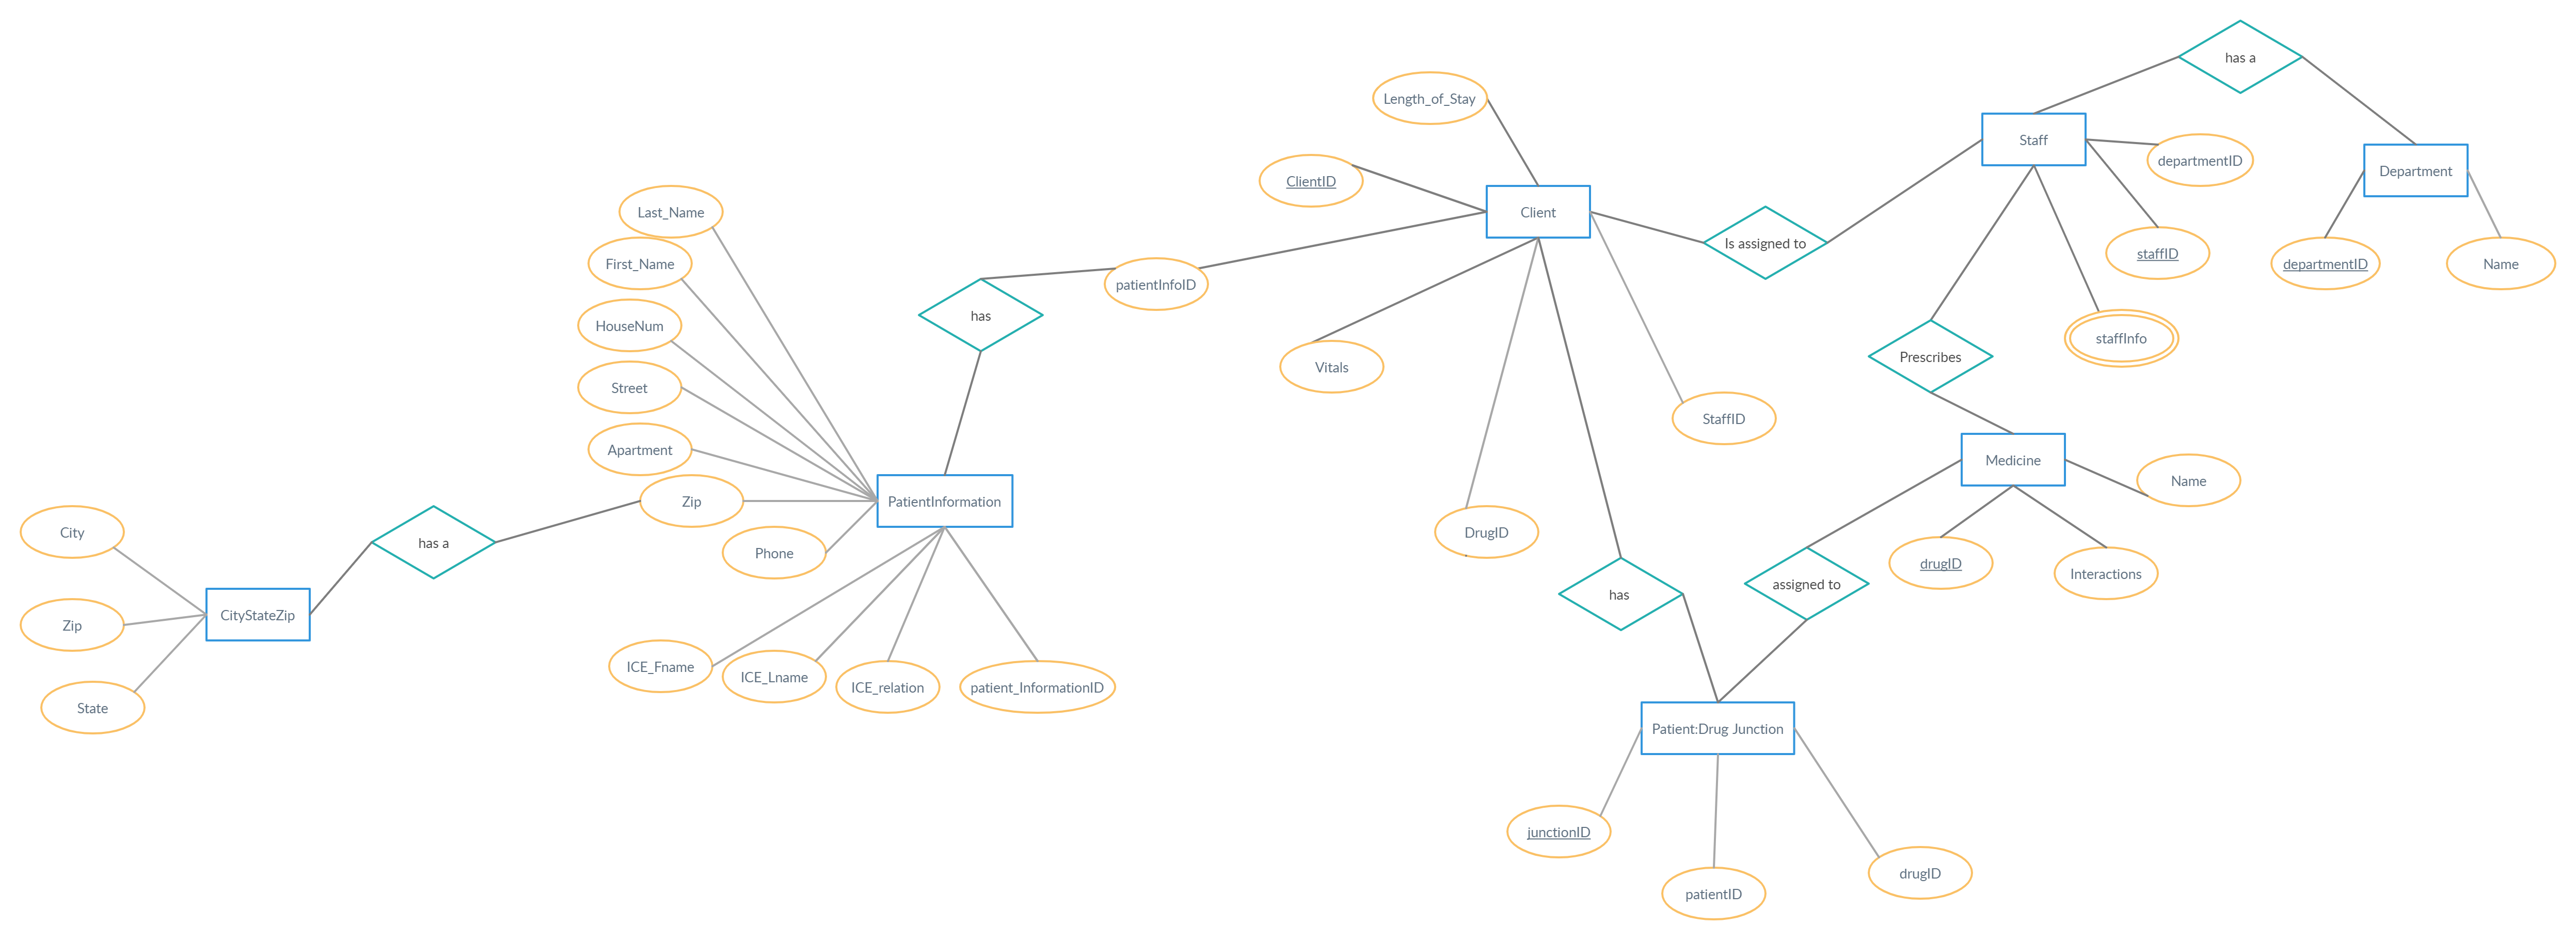 has a
Length_of_Stay
Staff
departmentID
Department
ClientID
Last_Name
Client
Is assigned to
staffID
First_Name
departmentID
Name
patientInfoID
has
HouseNum
staffInfo
Prescribes
Vitals
Street
StaffID
Apartment
Medicine
Name
Zip
PatientInformation
City
DrugID
has a
Phone
drugID
Interactions
assigned to
has
CityStateZip
Zip
ICE_Fname
ICE_Lname
ICE_relation
patient_InformationID
State
Patient:Drug Junction
junctionID
drugID
patientID